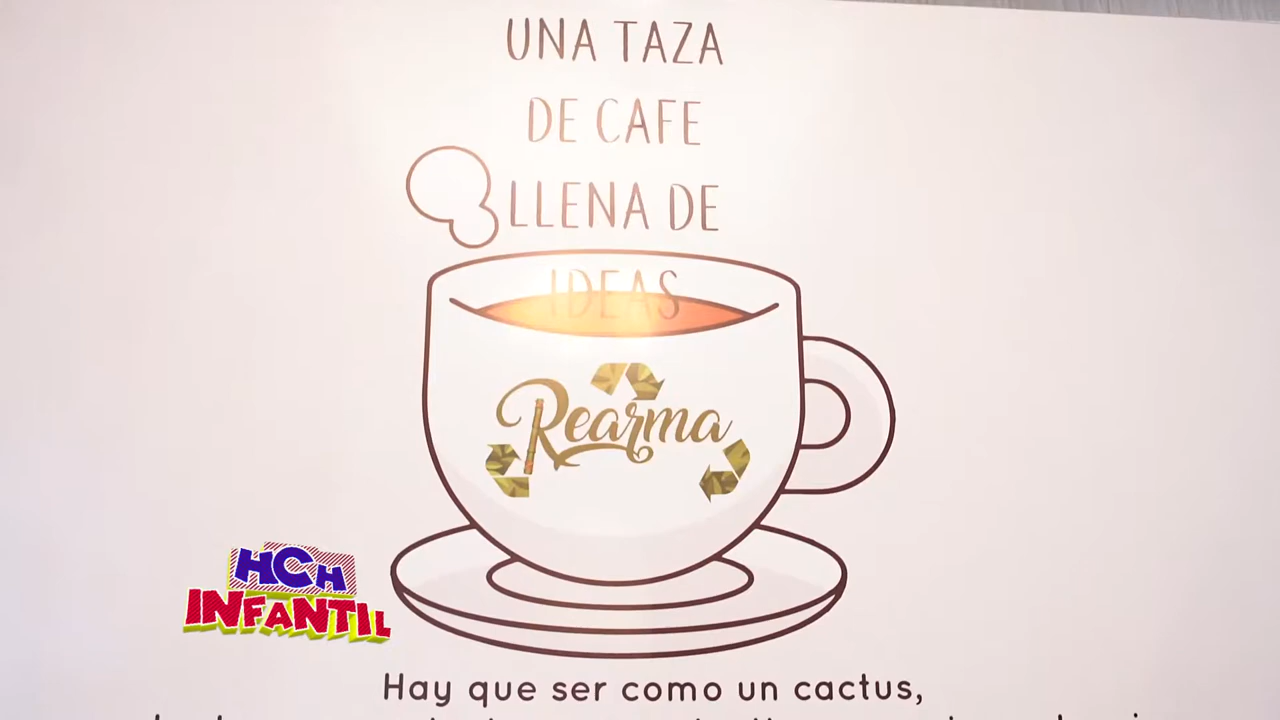 UNA TAZA
DE CAFE
LLENA DE
IDEAS
Rearma
HCH
INFANTIL
Hay que ser como un cactus,